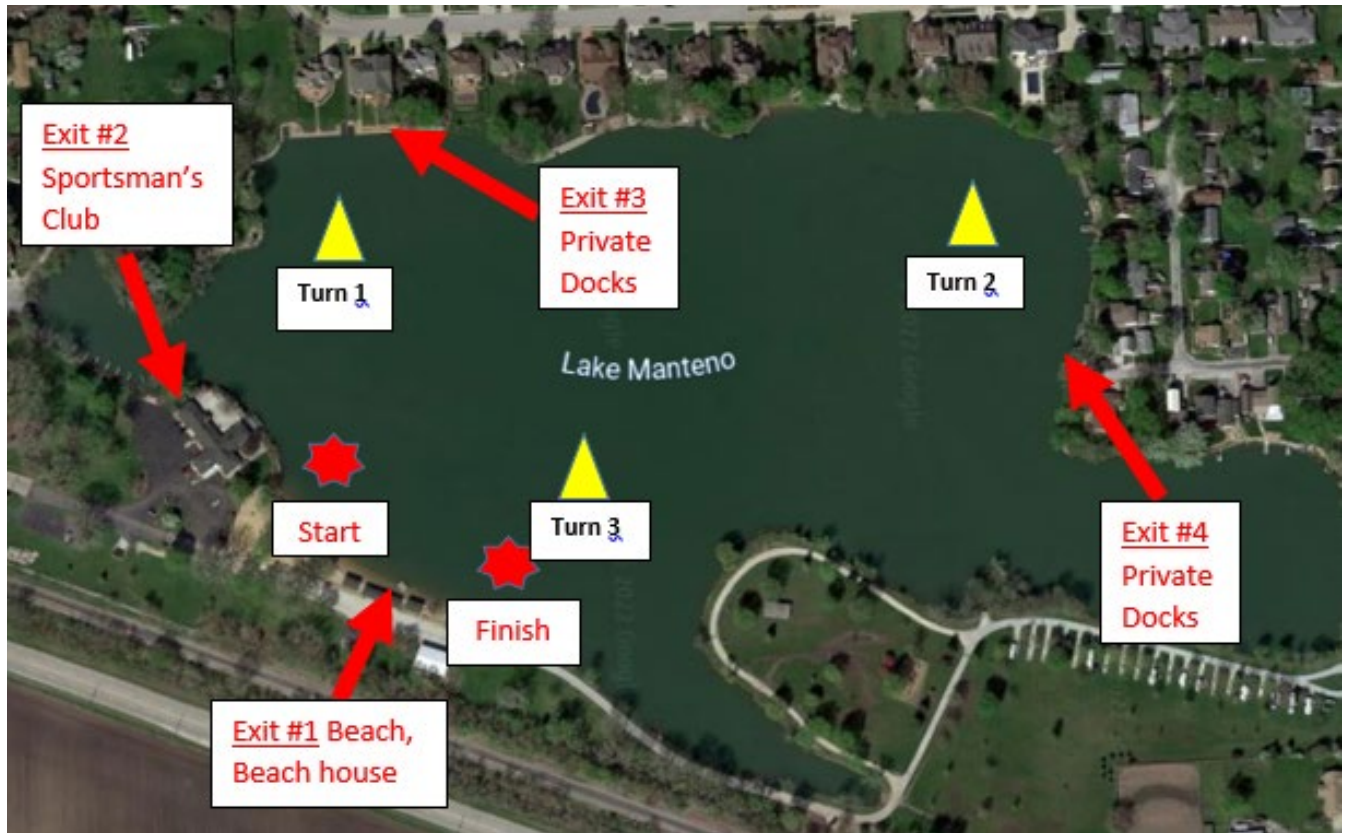 Exit #2
Sportsman's
Club
Exit #3
Private
Docks
Turn 1
Turn 2
Lake Manteno
Turn 3
Start
Finish
Exit #4
Private
Docks
Exit #1 Beach,
Beach house